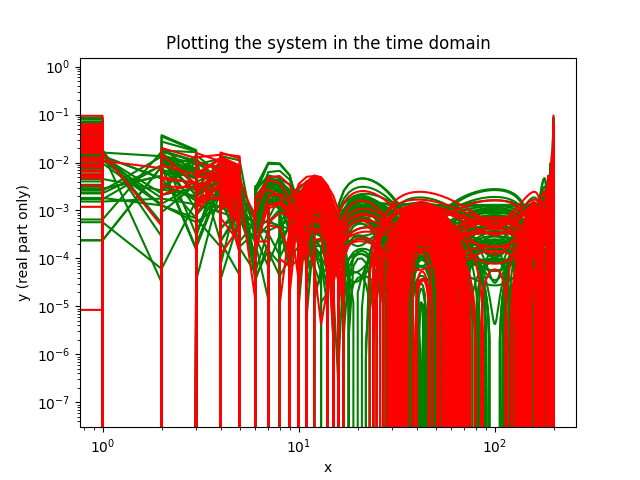 Plotting the system in the time domain
10⁰
10⁻¹
10⁻²
10⁻³
10⁻⁴
10⁻⁵
10⁻⁶
10⁻⁷
y (real part only)
10⁰ 10¹ 10²
x